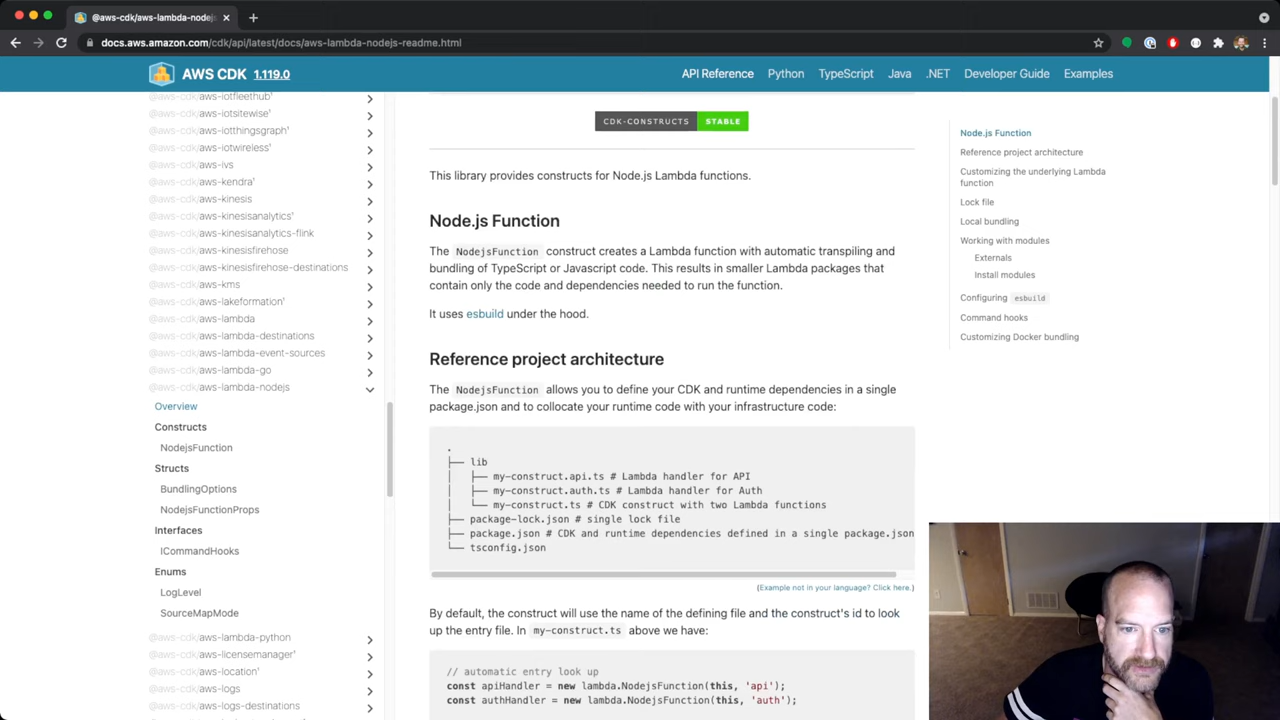 @aws-cdk/aws-lambda-nodejs
docs.aws.amazon.com/cdk/api/latest/docs/aws-lambda-nodejs-readme.html
AWS CDK 1.119.0
API Reference Python TypeScript Java .NET Developer Guide Examples
@aws-cdk/aws-iotfleethub'
@aws-cdk/aws-iotsitewise'
@aws-cdk/aws-iotthingsgraph'
@aws-cdk/aws-iotwireless'
@aws-cdk/aws-ivs
@aws-cdk/aws-kendra'
@aws-cdk/aws-kinesis
@aws-cdk/aws-kinesisanalytics'
@aws-cdk/aws-kinesisanalytics-flink
@aws-cdk/aws-kinesisfirehose
@aws-cdk/aws-kinesisfirehose-destinations
@aws-cdk/aws-kms
@aws-cdk/aws-lakeformation'
@aws-cdk/aws-lambda
@aws-cdk/aws-lambda-destinations
@aws-cdk/aws-lambda-event-sources
@aws-cdk/aws-lambda-go
@aws-cdk/aws-lambda-nodejs
Overview
Constructs
NodejsFunction
Structs
BundlingOptions
NodejsFunctionProps
Interfaces
ICommandHooks
Enums
LogLevel
SourceMapMode
@aws-cdk/aws-lambda-python
@aws-cdk/aws-licensemanager'
@aws-cdk/aws-location'
@aws-cdk/aws-logs
@aws-cdk/aws-logs-destinations
CDK-CONSTRUCTS STABLE
This library provides constructs for Node.js Lambda functions.
Node.js Function
The NodejsFunction construct creates a Lambda function with automatic transpiling and
bundling of TypeScript or Javascript code. This results in smaller Lambda packages that
contain only the code and dependencies needed to run the function.
It uses esbuild under the hood.
Reference project architecture
The NodejsFunction allows you to define your CDK and runtime dependencies in a single
package.json and to collocate your runtime code with your infrastructure code:
.
├── lib
│   ├── my-construct.api.ts # Lambda handler for API
│   ├── my-construct.auth.ts # Lambda handler for Auth
│   └── my-construct.ts # CDK construct with two Lambda functions
├── package-lock.json # single lock file
├── package.json # CDK and runtime dependencies defined in a single package.json
└── tsconfig.json
(Example not in your language? Click here.)
By default, the construct will use the name of the defining file and the construct's id to look
up the entry file. In my-construct.ts above we have:
// automatic entry look up
const apiHandler = new lambda.NodejsFunction(this, 'api');
const authHandler = new lambda.NodejsFunction(this, 'auth');
Node.js Function
Reference project architecture
Customizing the underlying Lambda
function
Lock file
Local bundling
Working with modules
Externals
Install modules
Configuring esbuild
Command hooks
Customizing Docker bundling